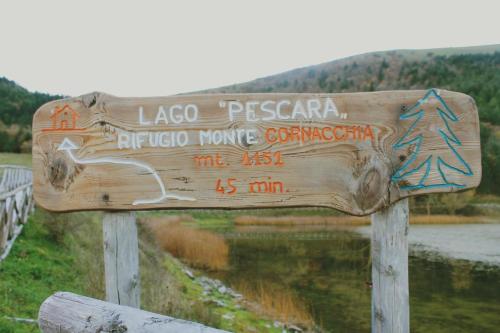 LAGO "PESCARA"
RIFUGIO MONTE CORNACCHIA
mt. 1151
45 min.